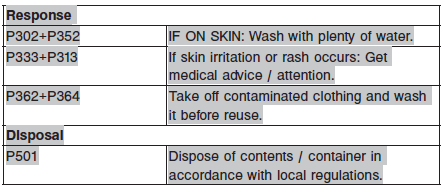 Response
P302+P352 IF ON SKIN: Wash with plenty of water.
P333+P313 If skin irritation or rash occurs: Get
medical advice / attention.
P362+P364 Take off contaminated clothing and wash
it before reuse.
Disposal
P501 Dispose of contents / container in
accordance with local regulations.